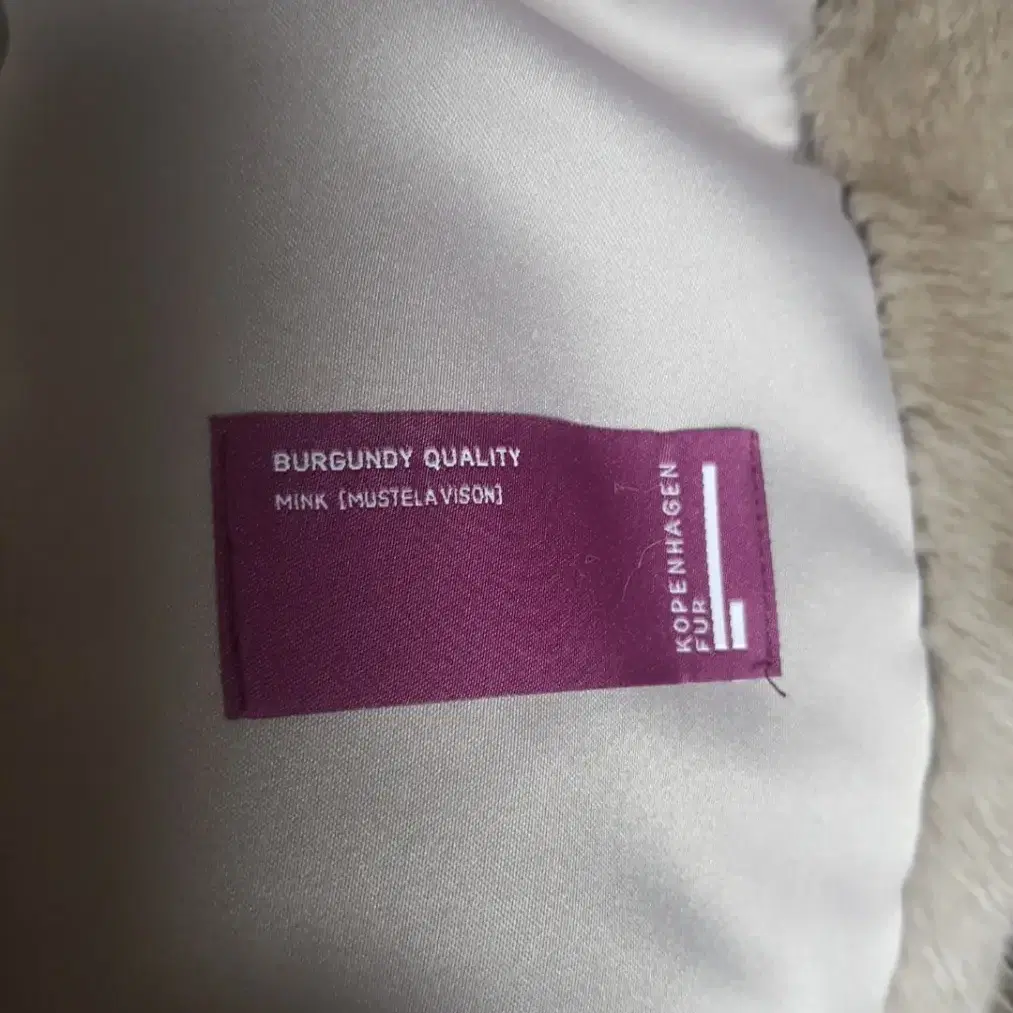 BURGUNDY QUALITY
MINK [MUSTELA VISON]
KOPENHAGEN
FUR